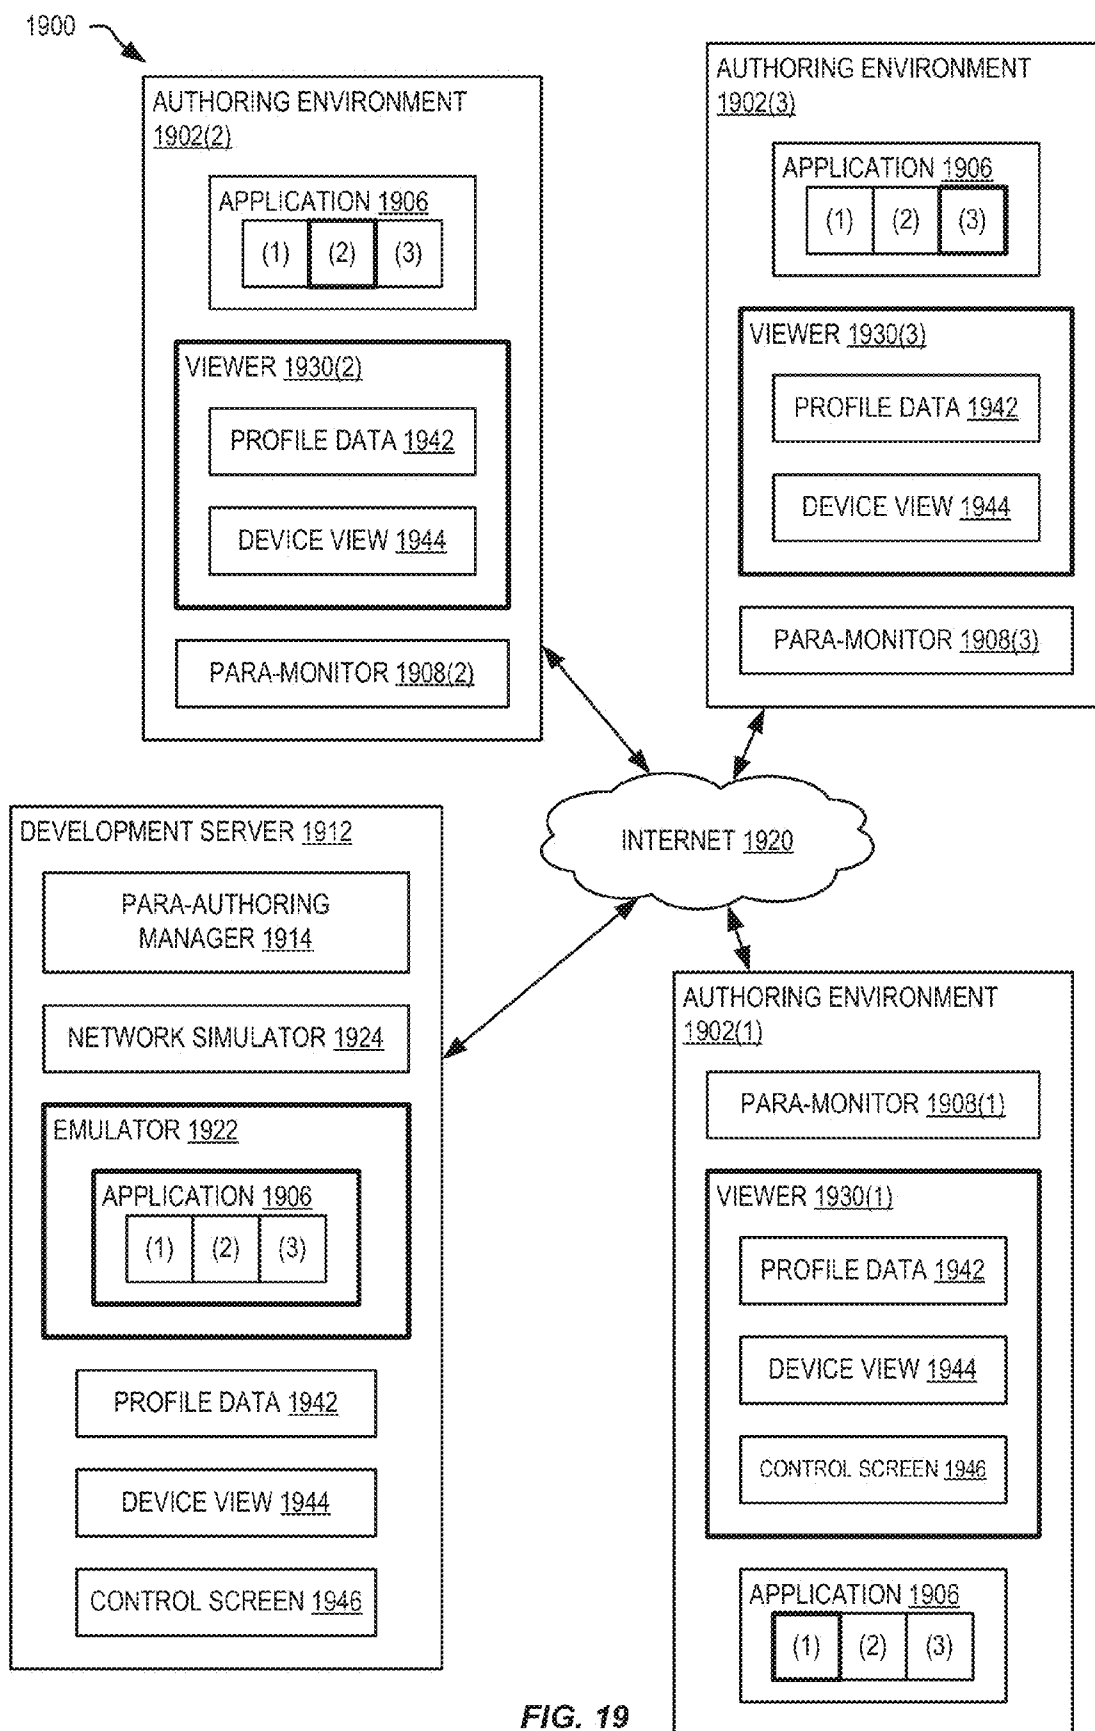 1900
AUTHORING ENVIRONMENT
1902(2)
APPLICATION 1906
(1) (2) (3)
VIEWER 1930(2)
PROFILE DATA 1942
DEVICE VIEW 1944
PARA-MONITOR 1908(2)
AUTHORING ENVIRONMENT
1902(3)
APPLICATION 1906
(1) (2) (3)
VIEWER 1930(3)
PROFILE DATA 1942
DEVICE VIEW 1944
PARA-MONITOR 1908(3)
INTERNET 1920
DEVELOPMENT SERVER 1912
PARA-AUTHORING
MANAGER 1914
NETWORK SIMULATOR 1924
EMULATOR 1922
APPLICATION 1906
(1) (2) (3)
PROFILE DATA 1942
DEVICE VIEW 1944
CONTROL SCREEN 1946
AUTHORING ENVIRONMENT
1902(1)
PARA-MONITOR 1908(1)
VIEWER 1930(1)
PROFILE DATA 1942
DEVICE VIEW 1944
CONTROL SCREEN 1946
APPLICATION 1906
(1) (2) (3)
FIG. 19